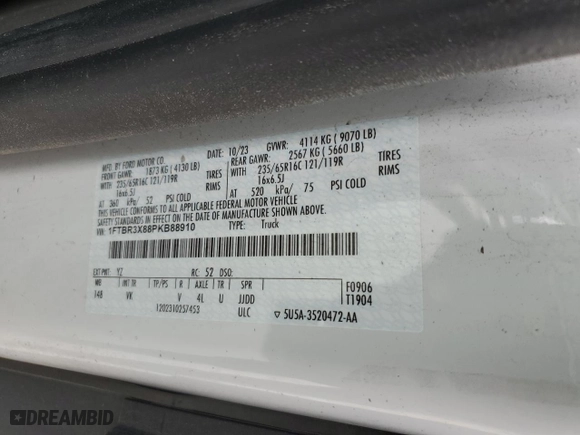 MFD. BY FORD MOTOR CO.
DATE: 10/23 GVWR: 4114 KG ( 9070 LB)
FRONT GAWR: 1873 KG ( 4130 LB) REAR GAWR: 2567 KG ( 5660 LB)
WITH 235/65R16C 121/119R TIRES WITH 235/65R16C 121/119R TIRES
16x6.5J RIMS 16x6.5J RIMS
AT 360 kPa/ 52 PSI COLD AT 520 kPa/ 75 PSI COLD
THIS VEHICLE CONFORMS TO ALL APPLICABLE FEDERAL MOTOR VEHICLE
SAFETY STANDARDS IN EFFECT ON THE DATE OF MANUFACTURE SHOWN ABOVE.
VIN: 1FTBR3X88PKB88910 TYPE: Truck
EXT PNT: YZ RC: 52 DSO:
WB INT TR TP/PS R AXLE TR SPR F0906
148 VK V 4L U JJDD T1904
1202310257453 ULC ▽ 5U5A-3520472-AA
DREAMBID